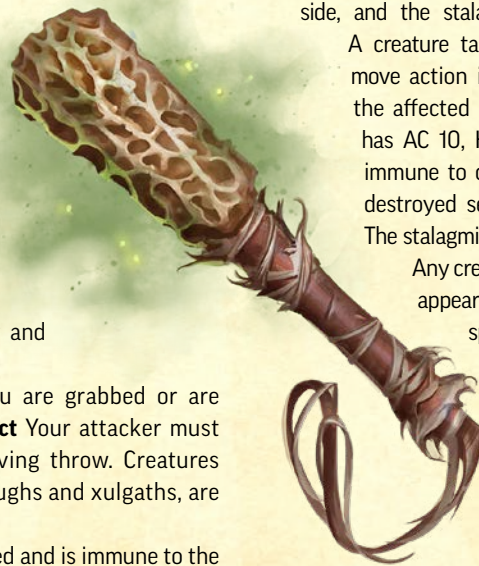 and
u are grabbed or are
ct Your attacker must
ving throw. Creatures
ughs and xulgaths, are
ed and is immune to the
side, and the stala
A creature ta
move action i
the affected
has AC 10, H
immune to c
destroyed se
The stalagmi
Any cre
appear
sp